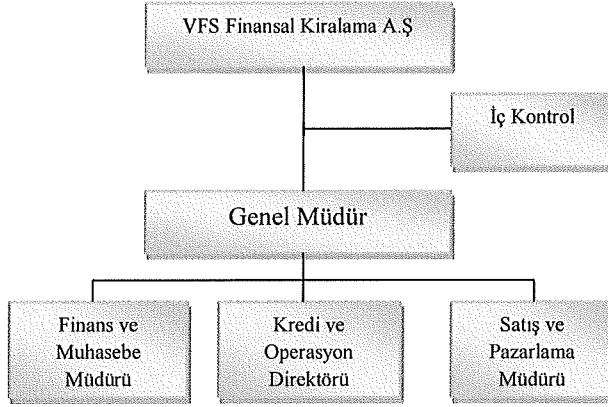 VFS Finansal Kiralama A.Ş
İç Kontrol
Genel Müdür
Finans ve
Muhasebe
Müdürü
Kredi ve
Operasyon
Direktörü
Satış ve
Pazarlama
Müdürü